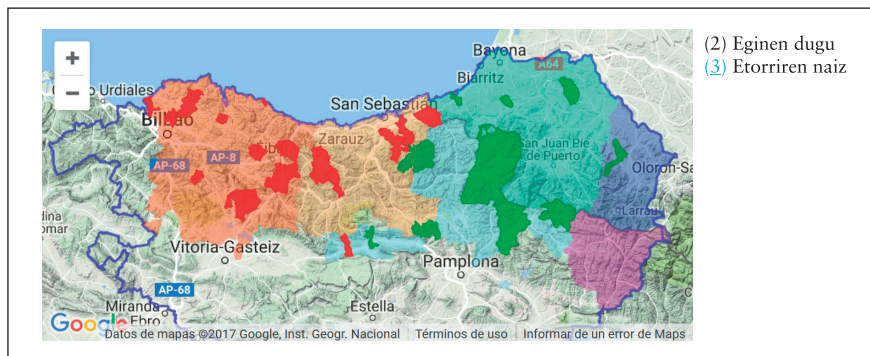 (2) Eginen dugu
(3) Etorriren naiz
+
−
Bayona
A64
Biarritz
Urdiales
San Sebastián
Bilbao
Zarauz
AP-8
AP-68
San Juan Pie
de Puerto
Oloron-Sa
Larrau
Vitoria-Gasteiz
Pamplona
AP-68
Miranda
Ebro
Estella
Google
Datos de mapas ©2017 Google, Inst. Geogr. Nacional
Términos de uso
Informar de un error de Maps